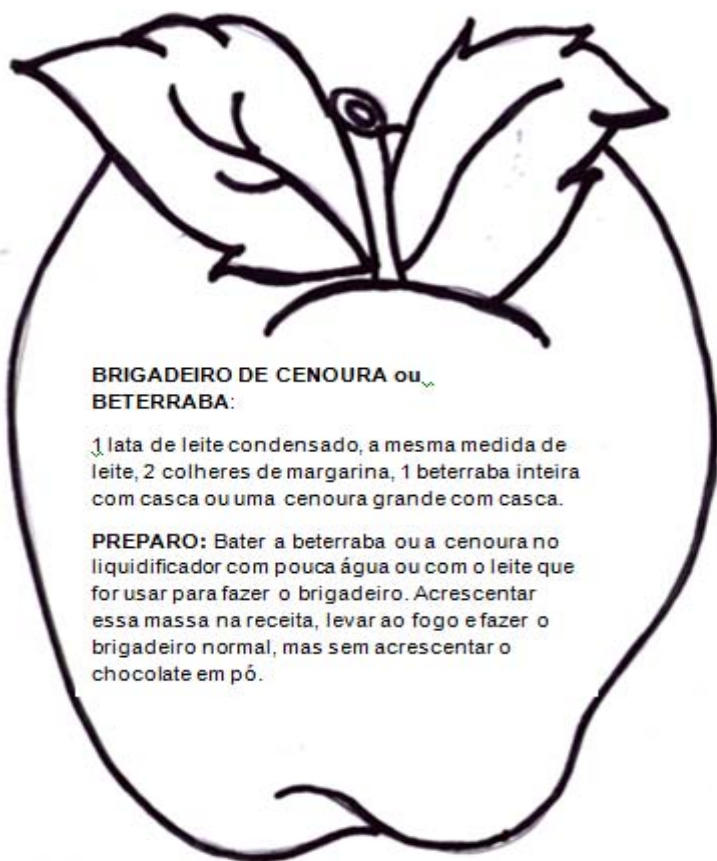 BRIGADEIRO DE CENOURA ou
BETERRABA:
1 lata de leite condensado, a mesma medida de
leite, 2 colheres de margarina, 1 beterraba inteira
com casca ou uma cenoura grande com casca.
PREPARO: Bater a beterraba ou a cenoura no
liquidificador com pouca água ou com o leite que
for usar para fazer o brigadeiro. Acrescentar
essa massa na receita, levar ao fogo e fazer o
brigadeiro normal, mas sem acrescentar o
chocolate em pó.